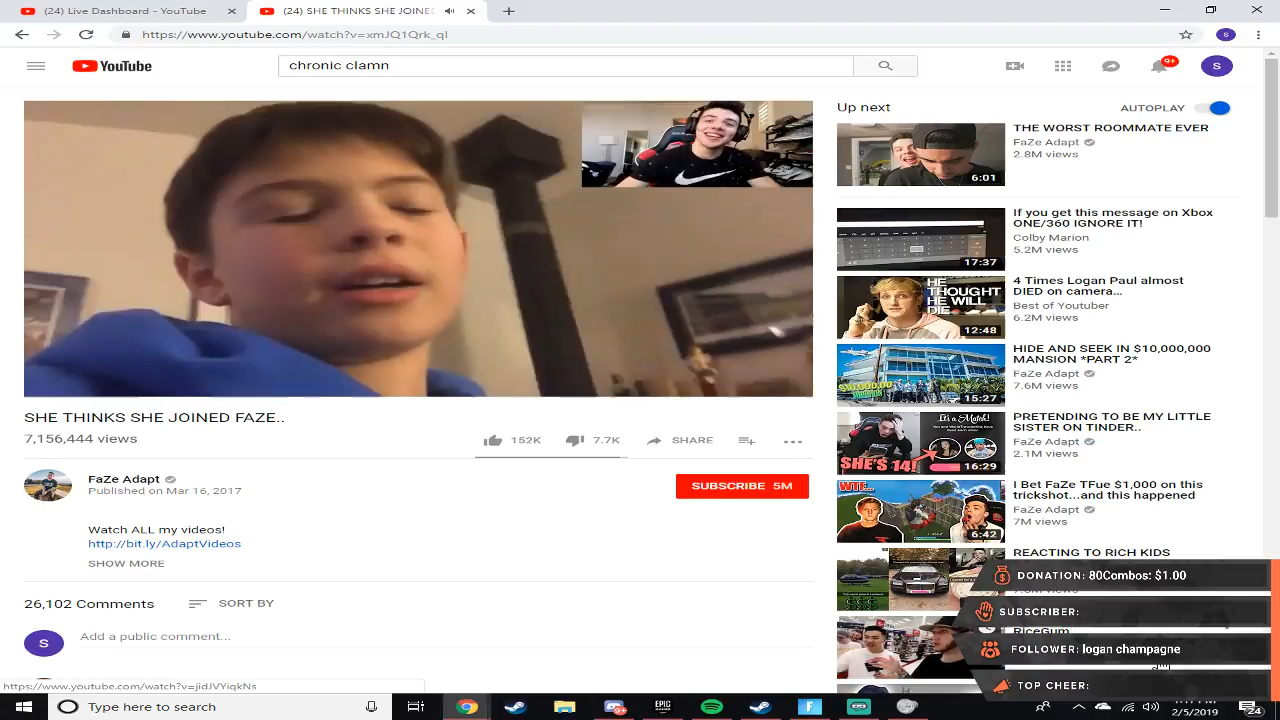 (24) Live Dashboard - YouTube
(24) SHE THINKS SHE JOINED
https://www.youtube.com/watch?v=xmJQ1Qrk_qI
YouTube
chronic clamn
9+
S
Up next
AUTOPLAY
THE WORST ROOMMATE EVER
FaZe Adapt
2.8M views
6:01
If you get this message on Xbox
ONE/360 IGNORE IT!
Colby Marion
5.2M views
17:37
4 Times Logan Paul almost
DIED on camera...
Best of Youtuber
6.2M views
HE
THOUGHT
HE WILL
DIE
12:48
HIDE AND SEEK IN $10,000,000
MANSION *PART 2*
FaZe Adapt
7.6M views
15:27
PRETENDING TO BE MY LITTLE
SISTER ON TINDER..
FaZe Adapt
2.1M views
It's a Match!
SHE'S 14!
16:29
I Bet FaZe TFue $1,000 on this
trickshot...and this happened
FaZe Adapt
7M views
WTF..
6:42
REACTING TO RICH KIDS
RiceGum
SHE THINKS SHE JOINED FAZE...
7,156,444 views
152K
7.7K
SHARE
FaZe Adapt
Published on Mar 16, 2017
SUBSCRIBE 5M
Watch ALL my videos!
http://bit.ly/AdaptVideos
SHOW MORE
26,102 Comments
SORT BY
S
Add a public comment...
https://www.youtube.com/watch?v=jidJVYiqkNs
DONATION: 80Combos: $1.00
SUBSCRIBER:
FOLLOWER: logan champagne
TOP CHEER:
Type here to search
EPIC
GAMES
2/5/2019
24